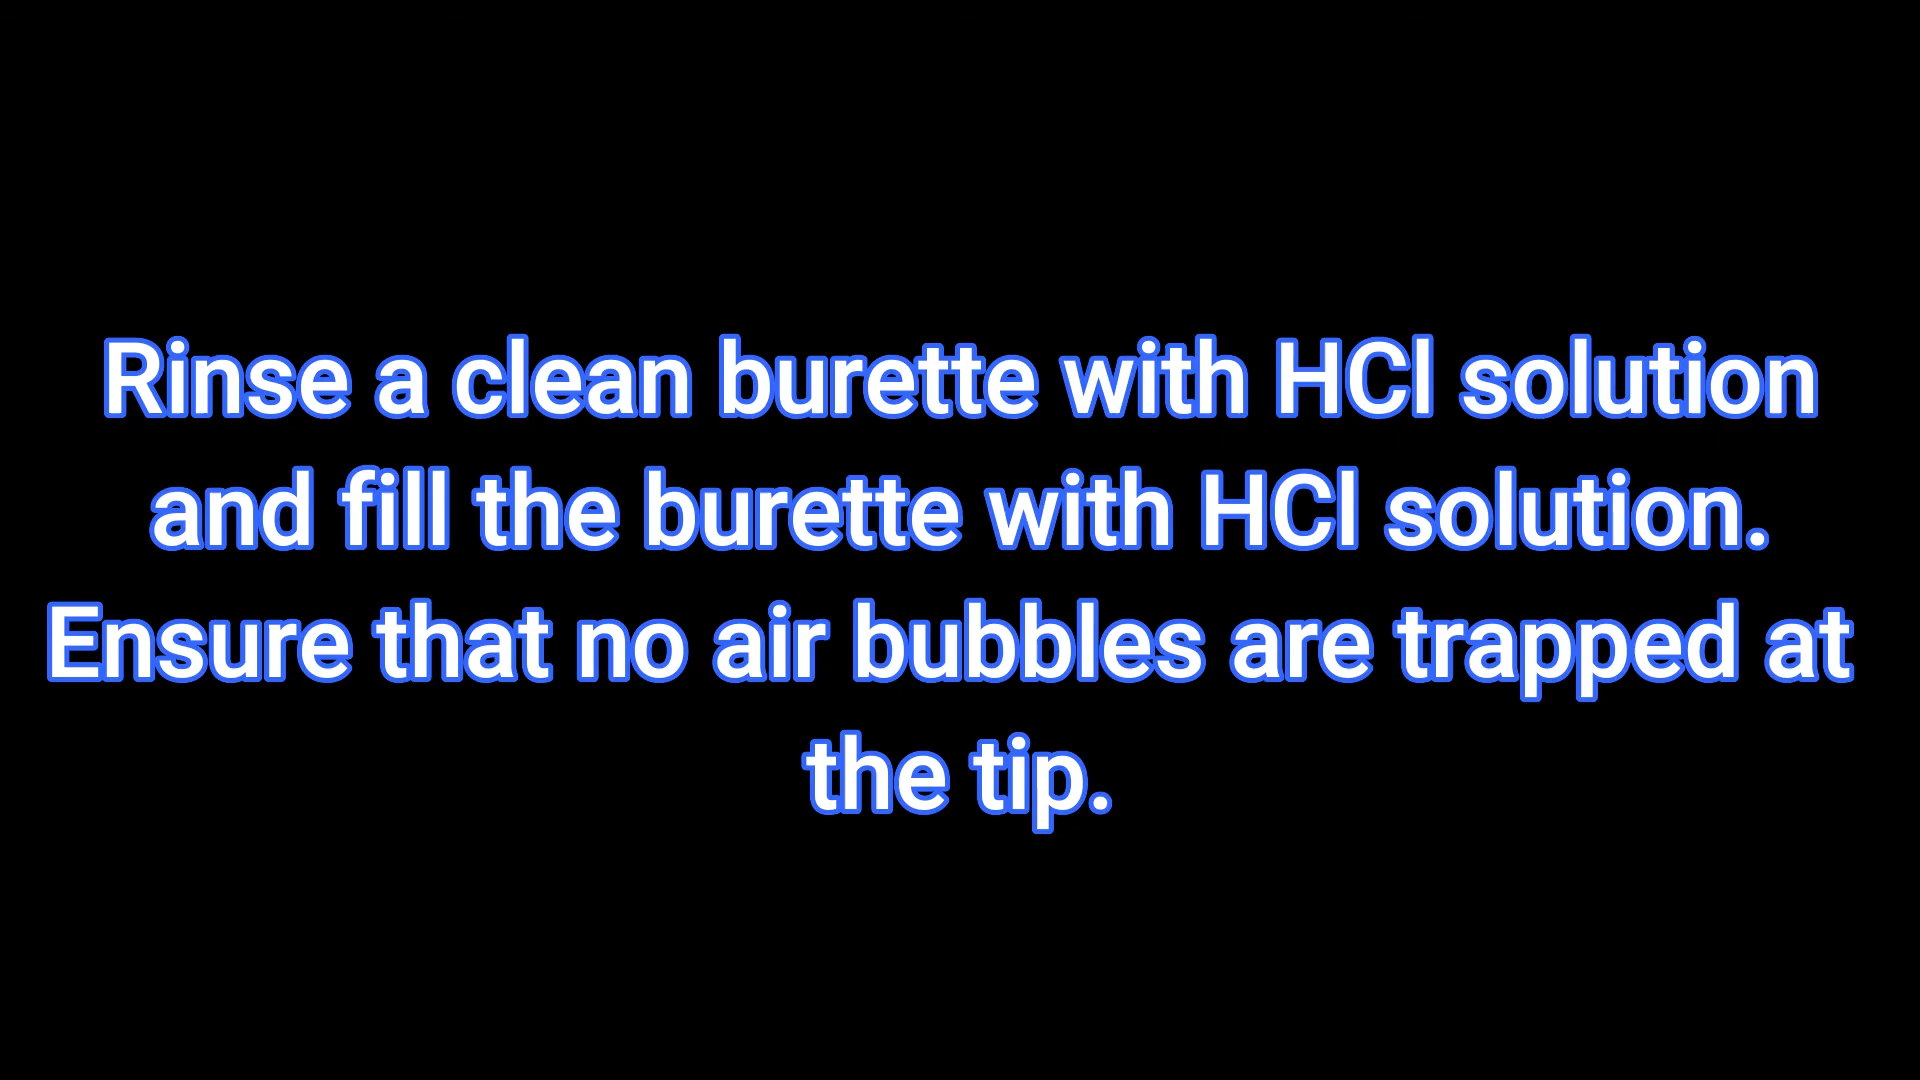 Rinse a clean burette with HCl solution
and fill the burette with HCl solution.
Ensure that no air bubbles are trapped at
the tip.